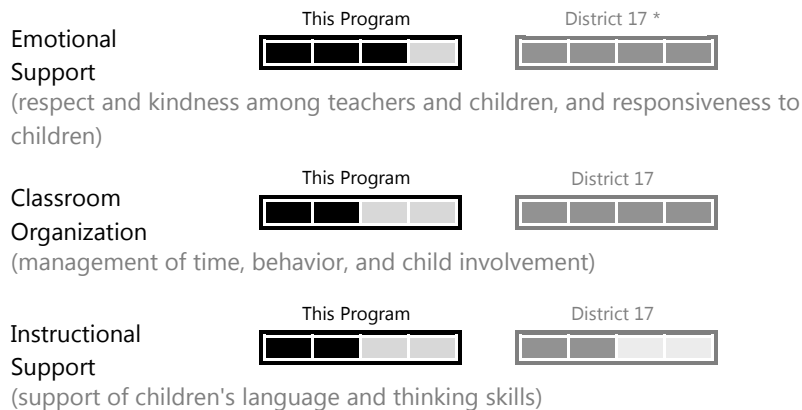 This Program
District 17 *
Emotional
Support
(respect and kindness among teachers and children, and responsiveness to
children)
This Program
District 17
Classroom
Organization
(management of time, behavior, and child involvement)
This Program
District 17
Instructional
Support
(support of children's language and thinking skills)